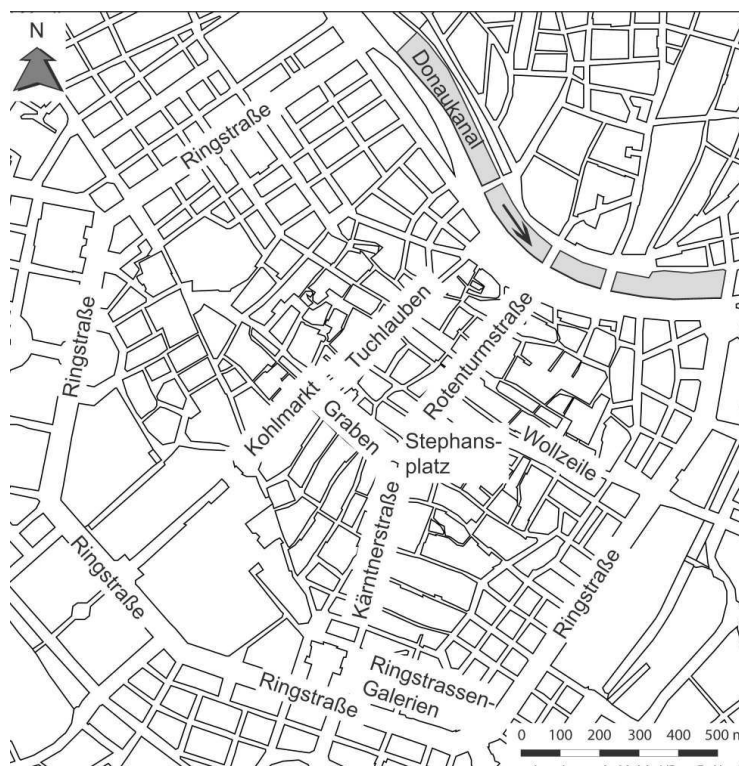 N
Donaukanal
Ringstraße
Ringstraße
Tuchlauben
Rotenturmstraße
Kohlmarkt
Graben
Stephans-
platz
Wollzeile
Kärntnerstraße
Ringstraße
Ringstraße
Ringstraße
Ringstrassen-
Galerien
0 100 200 300 400 500 m